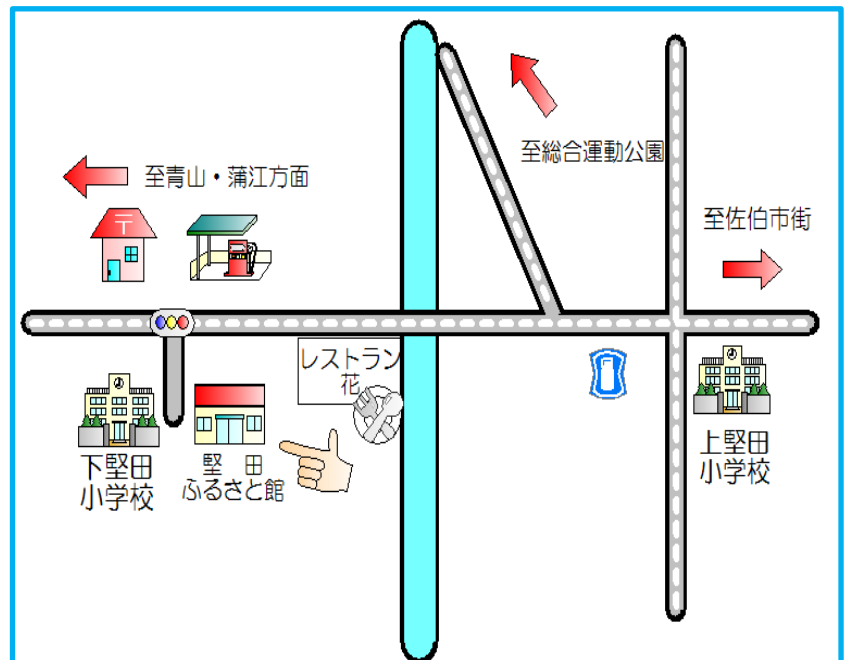 至総合運動公園
至青山・蒲江方面
至佐伯市街
〒
レストラン
花
下堅田
小学校
堅　田
ふるさと館
上堅田
小学校